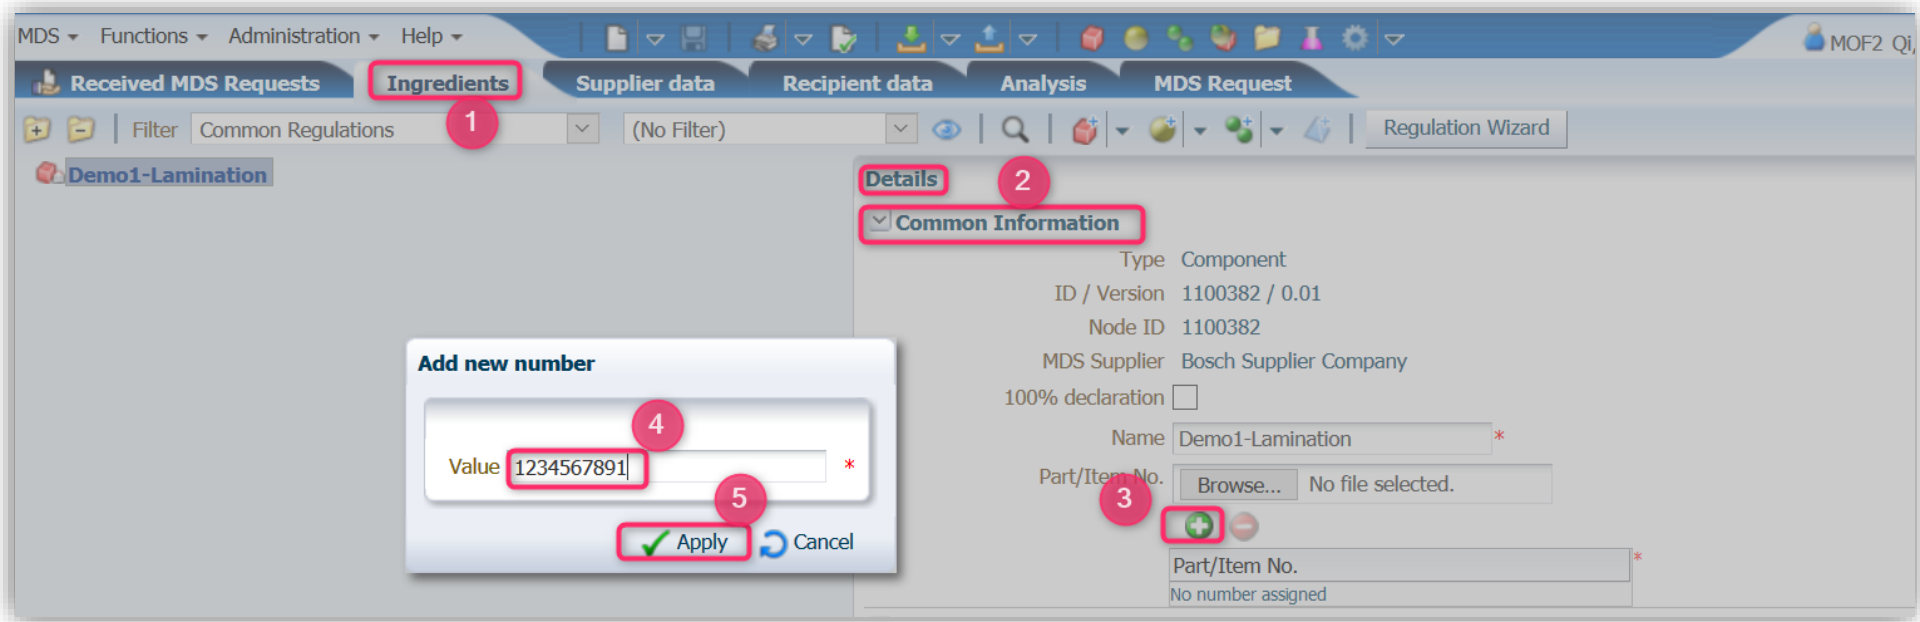 MDS Functions Administration Help
MOF2 Qi,
Received MDS Requests Ingredients Supplier data Recipient data Analysis MDS Request
1
Filter Common Regulations (No Filter) Regulation Wizard
Demo1-Lamination
Details 2
Common Information
Type Component
ID / Version 1100382 / 0.01
Node ID 1100382
MDS Supplier Bosch Supplier Company
100% declaration
Name Demo1-Lamination *
Part/Item No. Browse... No file selected.
3
Part/Item No. *
No number assigned
Add new number
4
Value 1234567891 *
5
Apply Cancel